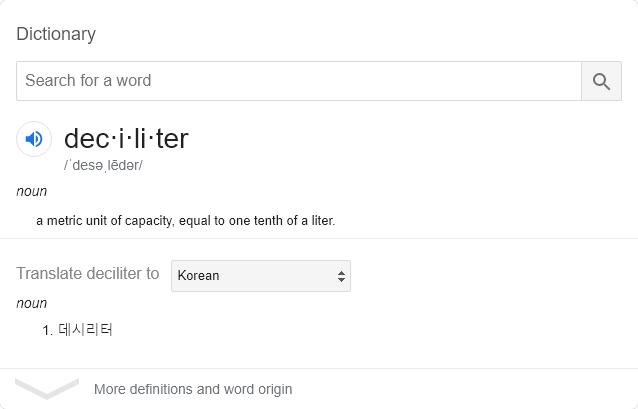 Dictionary
Search for a word
dec·i·li·ter
/ˈdesəˌlēdər/
noun
a metric unit of capacity, equal to one tenth of a liter.
Translate deciliter to Korean
noun
1. 데시리터
More definitions and word origin